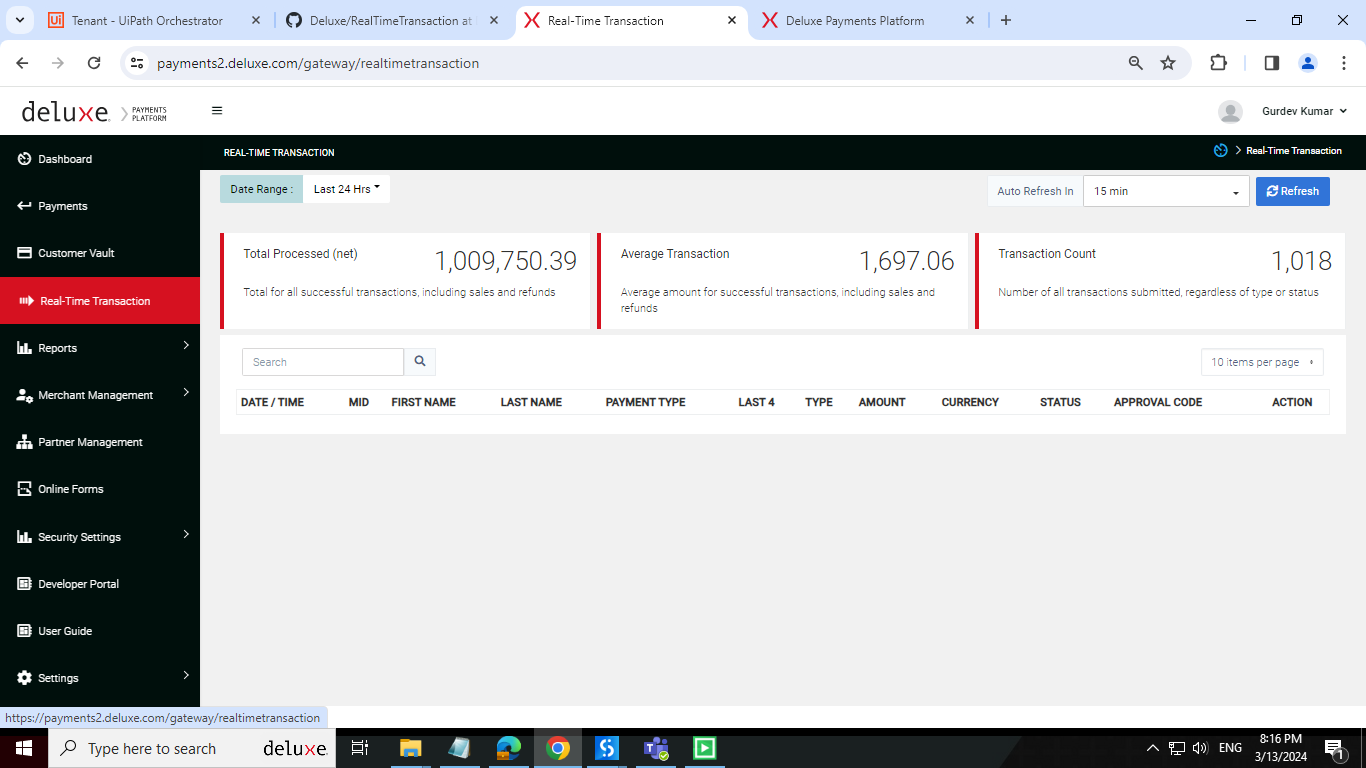 Tenant - UiPath Orchestrator
Deluxe/RealTimeTransaction at
Real-Time Transaction
Deluxe Payments Platform
payments2.deluxe.com/gateway/realtimetransaction
deluxe. PAYMENTS
PLATFORM
Gurdev Kumar
Dashboard
Payments
Customer Vault
Real-Time Transaction
Reports
Merchant Management
Partner Management
Online Forms
Security Settings
Developer Portal
User Guide
Settings
REAL-TIME TRANSACTION
Real-Time Transaction
Date Range : Last 24 Hrs
Auto Refresh In 15 min Refresh
Total Processed (net) 1,009,750.39
Total for all successful transactions, including sales and refunds
Average Transaction 1,697.06
Average amount for successful transactions, including sales and
refunds
Transaction Count 1,018
Number of all transactions submitted, regardless of type or status
Search
10 items per page
DATE / TIME MID FIRST NAME LAST NAME PAYMENT TYPE LAST 4 TYPE AMOUNT CURRENCY STATUS APPROVAL CODE ACTION
https://payments2.deluxe.com/gateway/realtimetransaction
Type here to search deluxe.
ENG
8:16 PM
3/13/2024
1